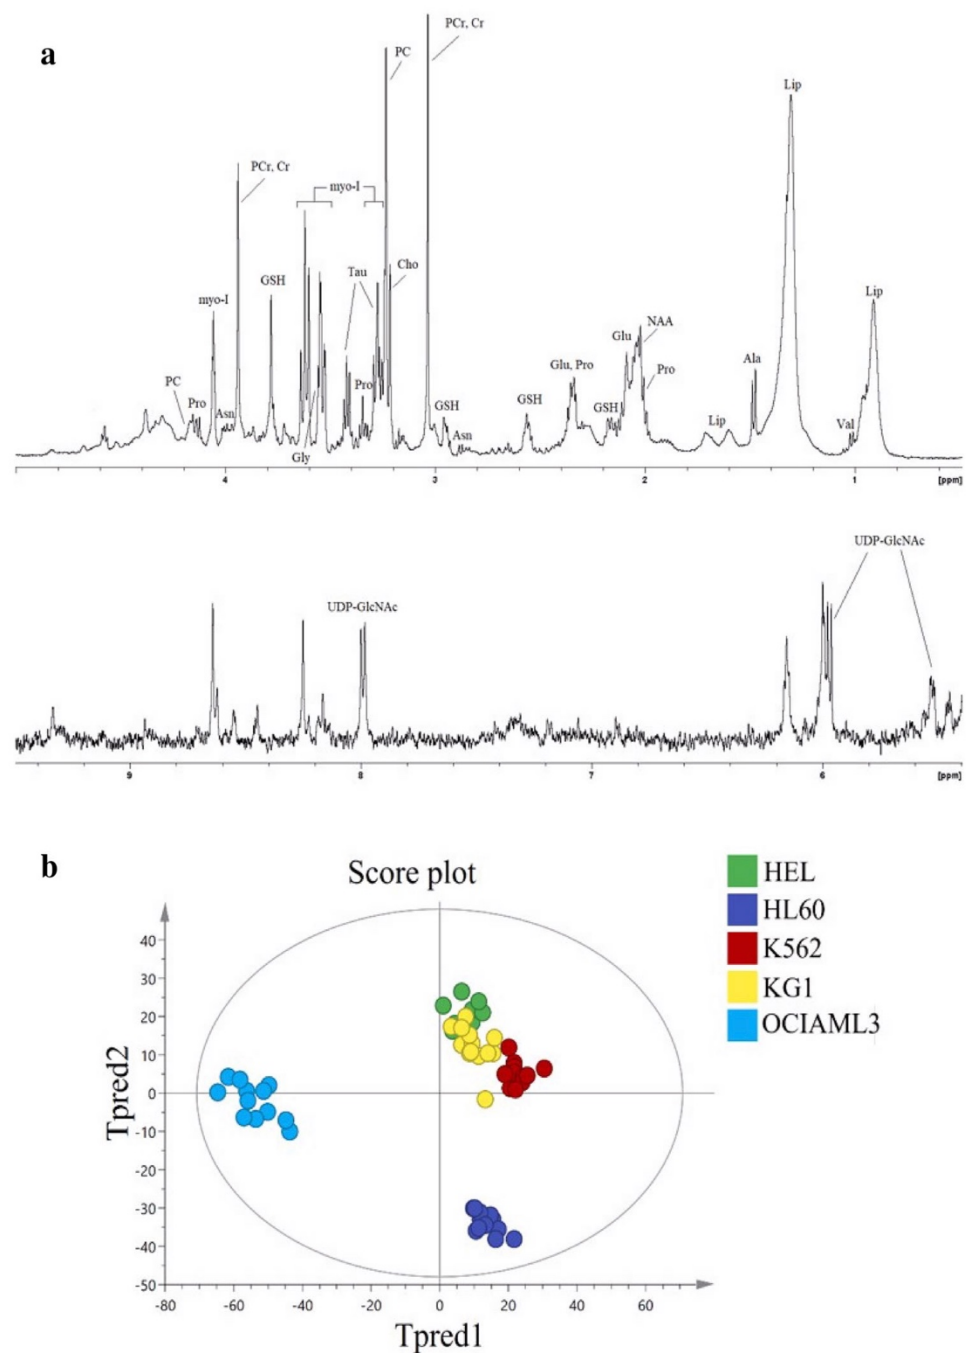 a
PCr, Cr
PC
Lip
PCr, Cr
myo-I
GSH
Tau
Cho
myo-I
Lip
NAA
Glu
Glu, Pro
Pro
Ala
PC
Pro
Asn
Pro
GSH
GSH
GSH
Lip
Val
Gly
Asn
4 3 2 1 [ppm]
UDP-GlcNAc
UDP-GlcNAc
9 8 7 6 [ppm]
b
Score plot
HEL
HL60
K562
KG1
OCIAML3
Tpred2
40
30
20
10
0
-10
-20
-30
-40
-50
-80 -60 -40 -20 0 20 40 60
Tpred1